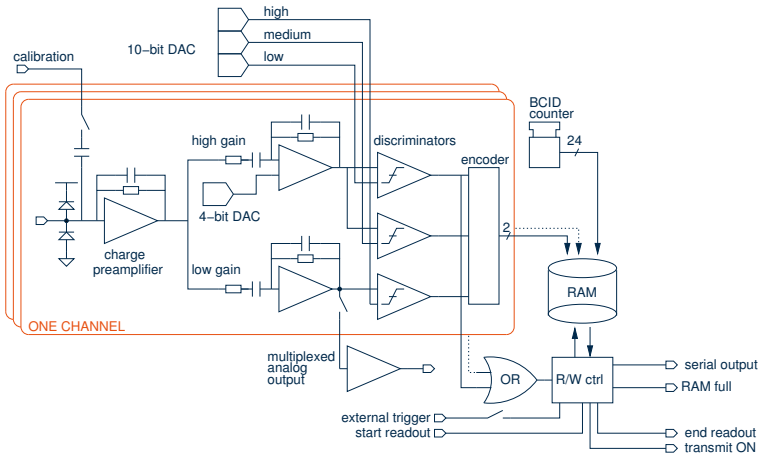 high
10−bit DAC
medium
low
calibration
BCID
counter
24
high gain
discriminators
encoder
4−bit DAC
2
charge
preamplifier
low gain
RAM
ONE CHANNEL
multiplexed
analog
output
OR
R/W ctrl
serial output
RAM full
external trigger
start readout
end readout
transmit ON